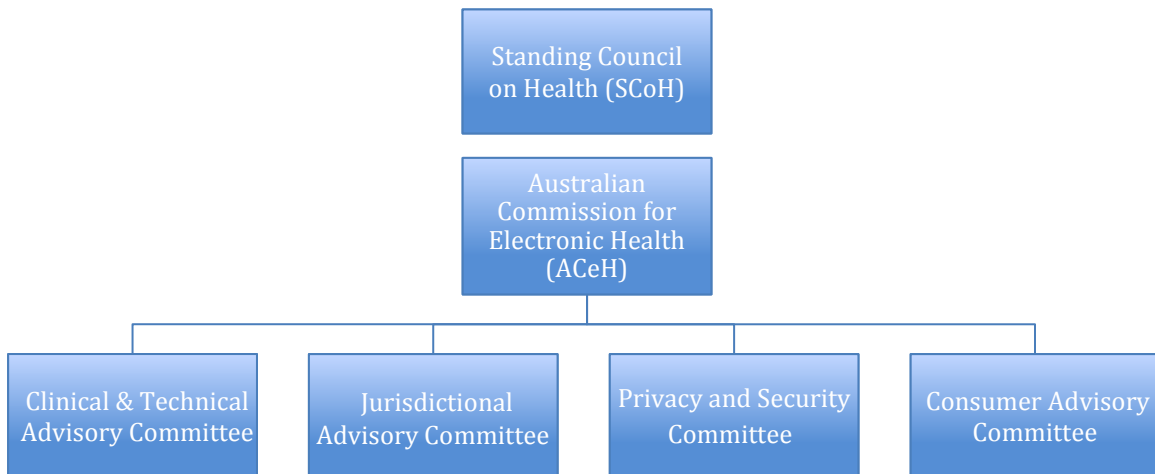 Standing Council
on Health (SCoH)
Australian
Commission for
Electronic Health
(ACeH)
Clinical & Technical
Advisory Committee
Jurisdictional
Advisory Committee
Privacy and Security
Committee
Consumer Advisory
Committee